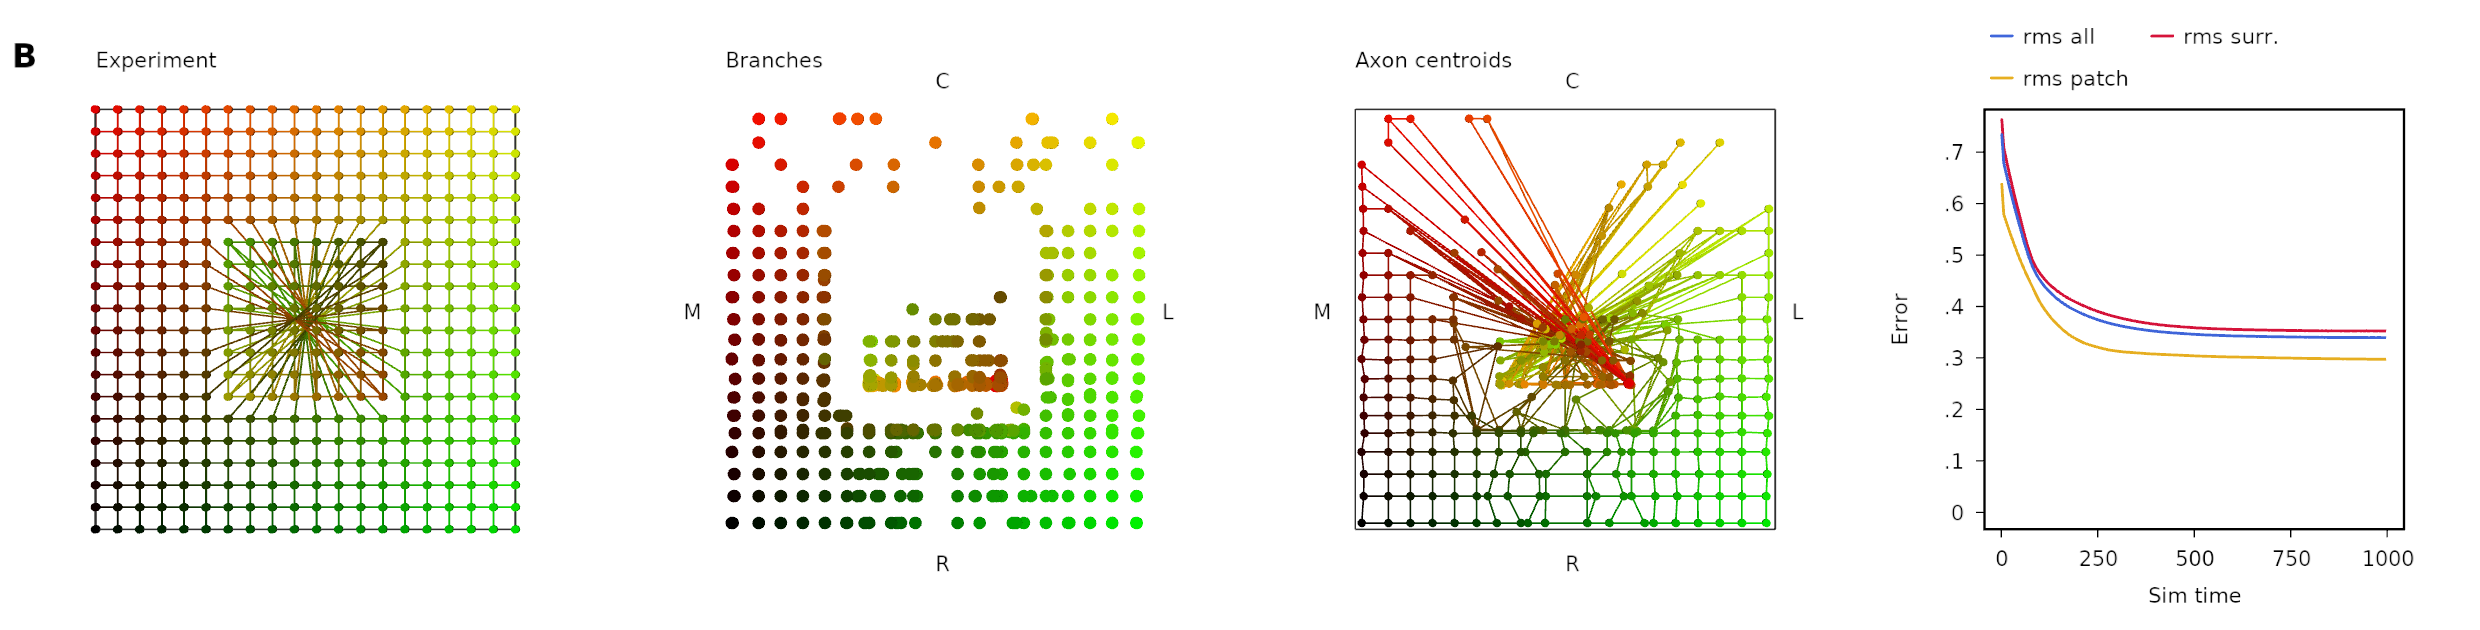 B
Experiment
Branches
C
M
L
R
Axon centroids
C
M
L
R
rms all
rms surr.
rms patch
Error
.7
.6
.5
.4
.3
.2
.1
0
0 250 500 750 1000
Sim time